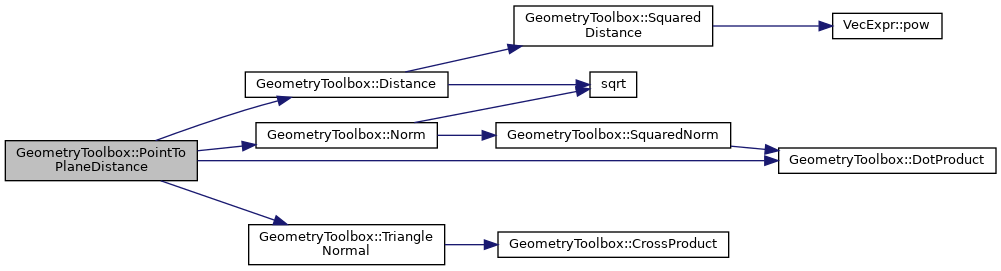 GeometryToolbox::PointTo
PlaneDistance
GeometryToolbox::Distance
GeometryToolbox::Squared
Distance
VecExpr::pow
sqrt
GeometryToolbox::Norm
GeometryToolbox::SquaredNorm
GeometryToolbox::DotProduct
GeometryToolbox::Triangle
Normal
GeometryToolbox::CrossProduct